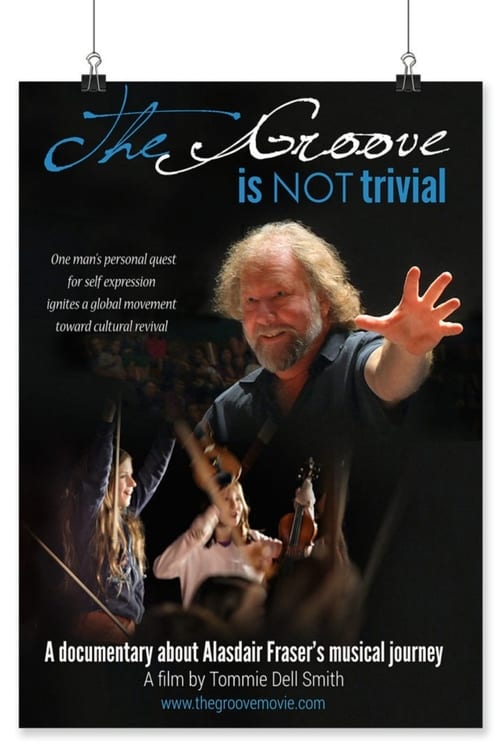 The Groove
is NOT trivial
One man's personal quest
for self expression
ignites a global movement
toward cultural revival
A documentary about Alasdair Fraser's musical journey
A film by Tommie Dell Smith
www.thegroovemovie.com